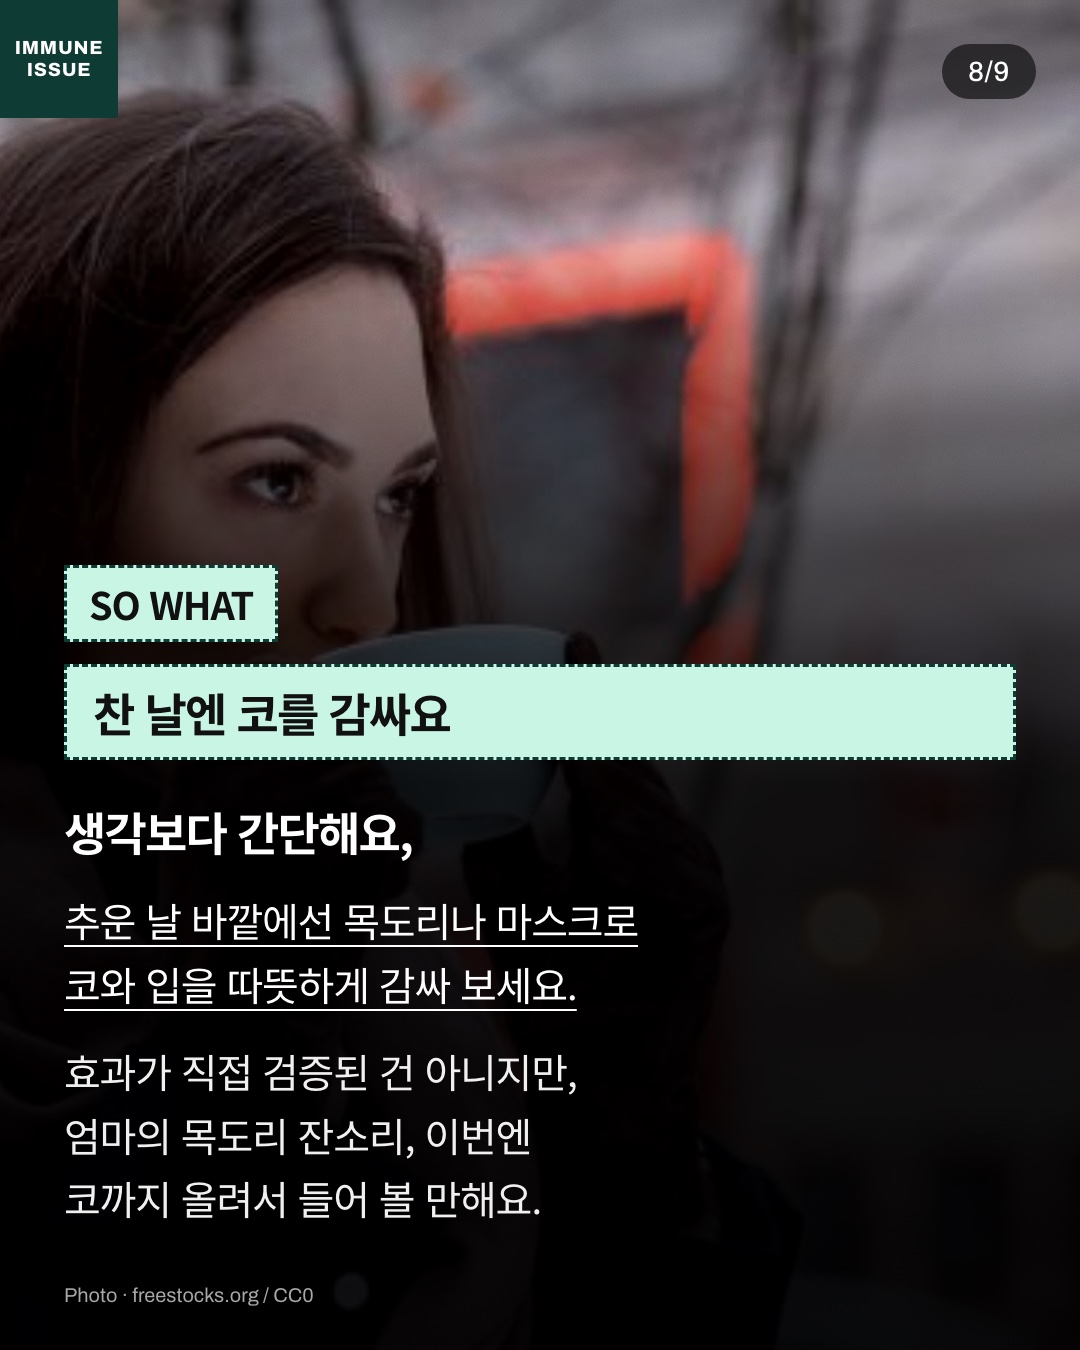 IMMUNE
ISSUE
8/9
SO WHAT
찬 날엔 코를 감싸요
생각보다 간단해요,
추운 날 바깥에선 목도리나 마스크로
코와 입을 따뜻하게 감싸 보세요.
효과가 직접 검증된 건 아니지만,
엄마의 목도리 잔소리, 이번엔
코까지 올려서 들어 볼 만해요.
Photo · freestocks.org / CC0